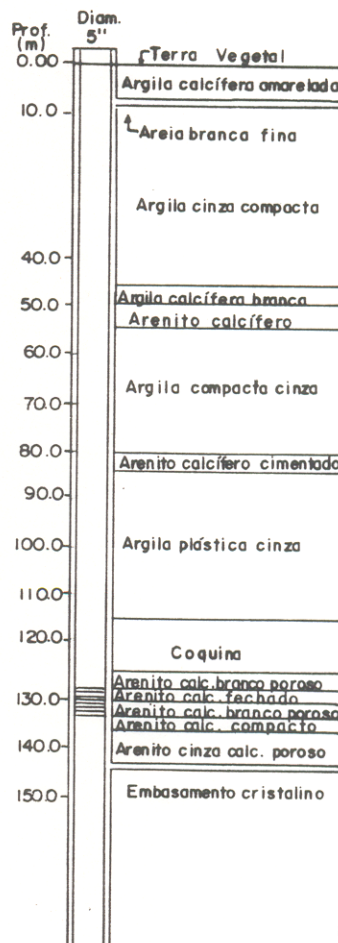 Prof.
(m)
Diam.
5"
0.00
Terra Vegetal
Argila calcífera amarelada
10.0
Areia branca fina
Argila cinza compacta
40.0
Argila calcífera branca
50.0
Arenito calcífero
60.0
Argila compacta cinza
70.0
80.0
Arenito calcífero cimentado
90.0
100.0
Argila plástica cinza
110.0
120.0
Coquina
Arenito calc. branco poroso
130.0
Arenito calc. fechado
Arenito calc. branco poroso
Arenito calc. compacto
140.0
Arenito cinza calc. poroso
150.0
Embasamento cristalino